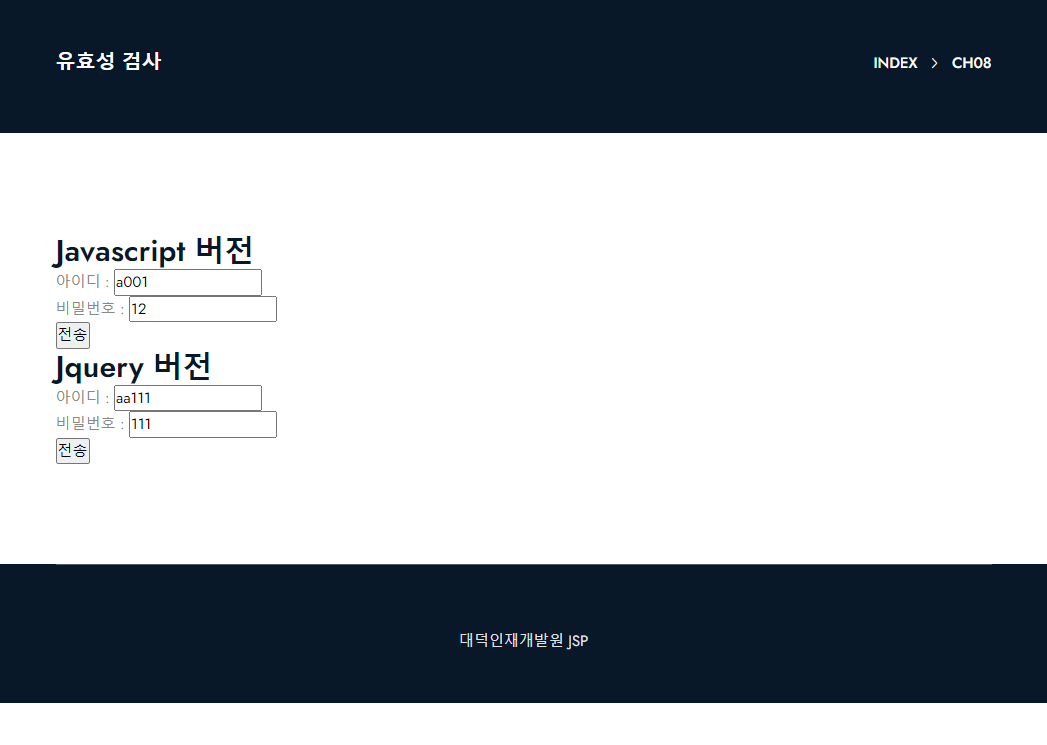 유효성 검사
INDEX > CH08
Javascript 버전
아이디 : a001
비밀번호 : 12
전송
Jquery 버전
아이디 : aa111
비밀번호 : 111
전송
대덕인재개발원 JSP